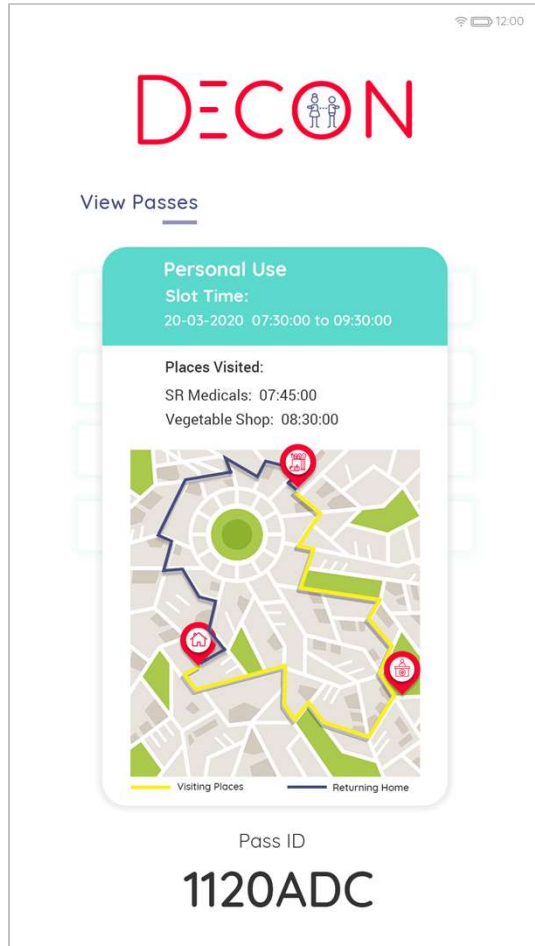 12:00
DECON
View Passes
Personal Use
Slot Time:
20-03-2020 07:30:00 to 09:30:00
Places Visited:
SR Medicals: 07:45:00
Vegetable Shop: 08:30:00
Visiting Places
Returning Home
Pass ID
1120ADC